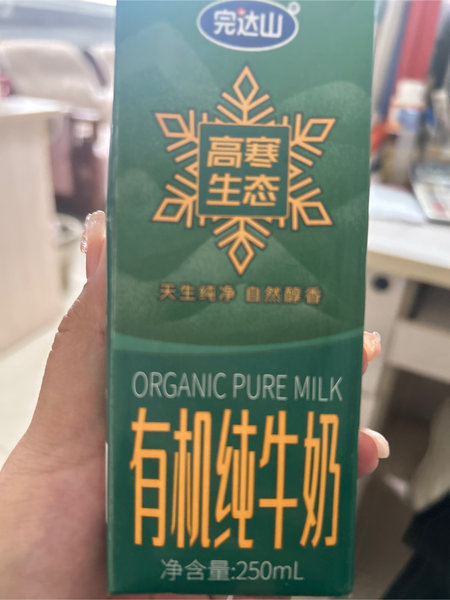 完达山
高寒
生态
天生纯净 自然醇香
ORGANIC PURE MILK
有机纯牛奶
净含量:250mL